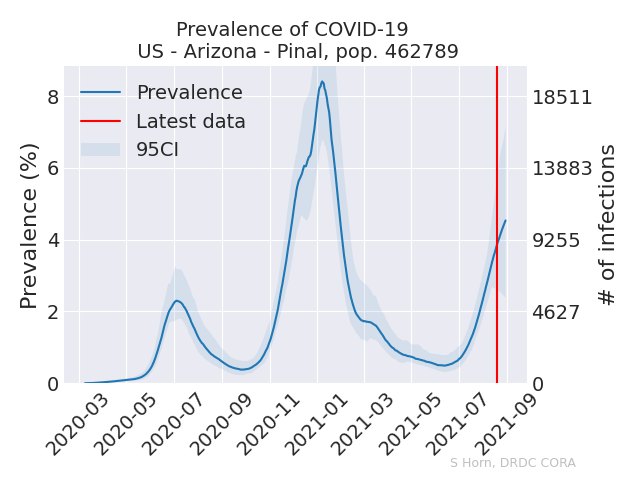 Prevalence of COVID-19
US - Arizona - Pinal, pop. 462789
Prevalence
Latest data
95CI
Prevalence (%)
8
6
4
2
0
18511
13883
9255
4627
0
# of infections
2020-03
2020-05
2020-07
2020-09
2020-11
2021-01
2021-03
2021-05
2021-07
2021-09
S Horn, DRDC CORA